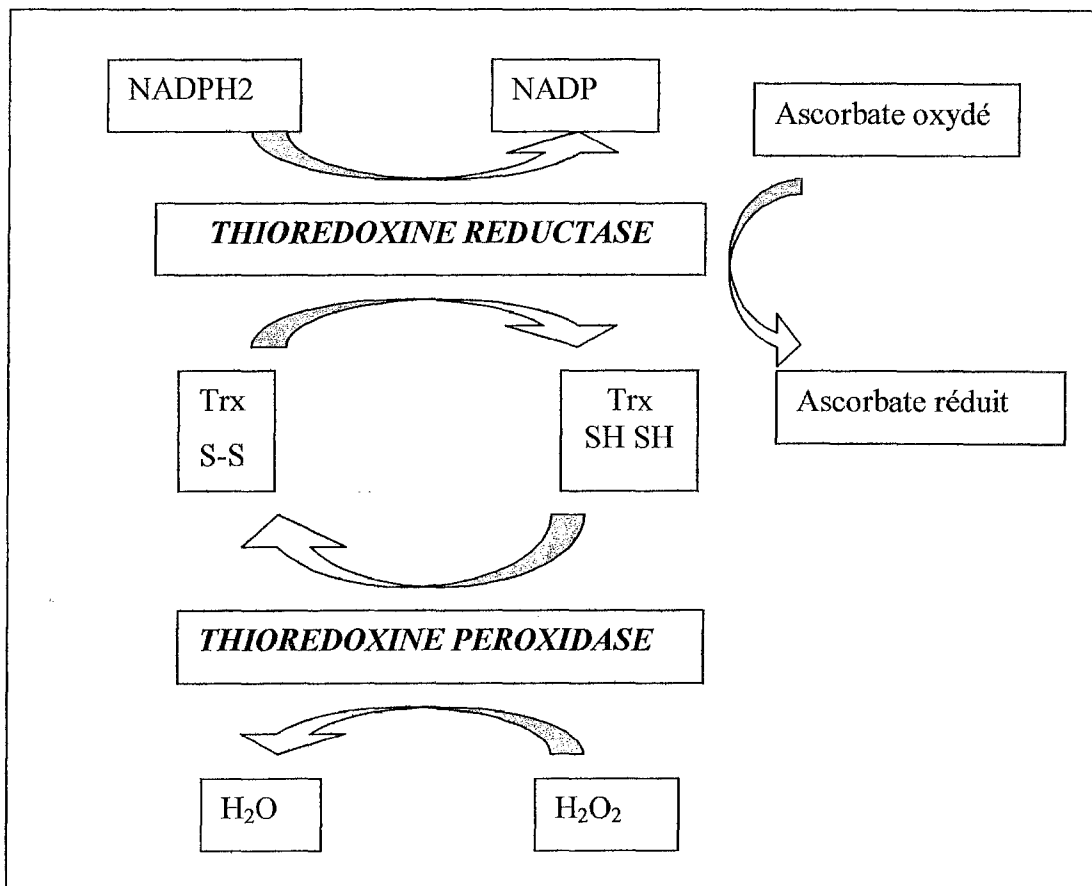 NADPH2
NADP
Ascorbate oxydé
THIOREDOXINE REDUCTASE
Trx
S-S
Trx
SH SH
Ascorbate réduit
THIOREDOXINE PEROXIDASE
H₂O
H₂O₂